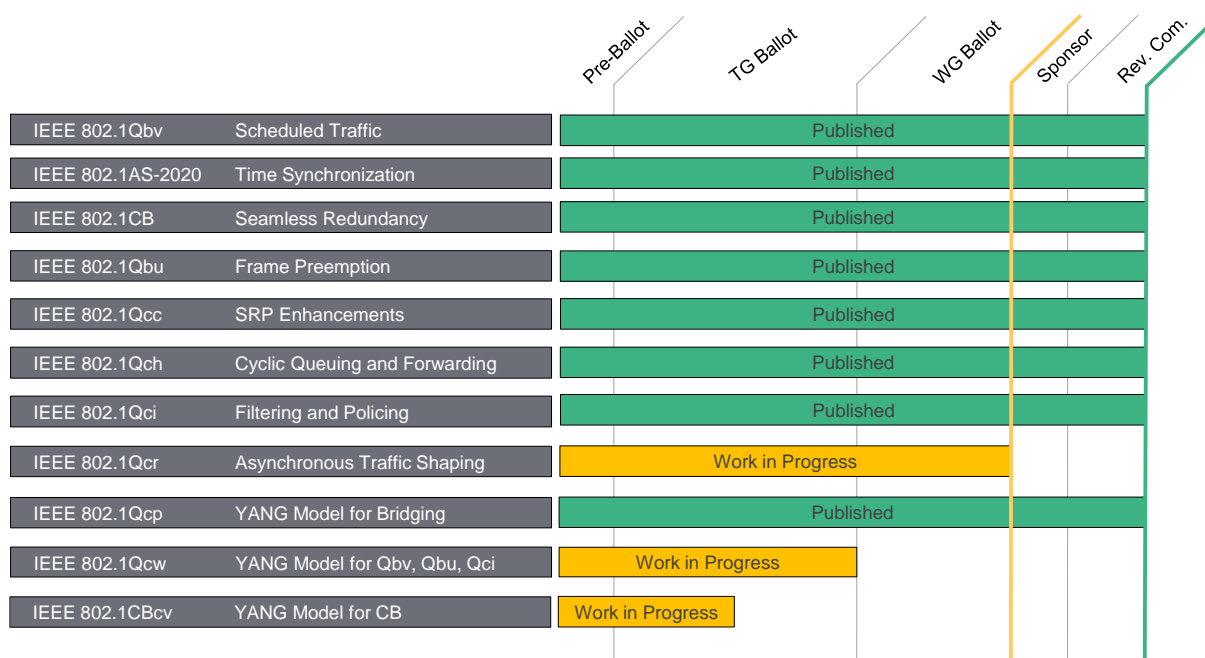 Pre-Ballot
TG Ballot
WG Ballot
Sponsor
Rev. Com.
IEEE 802.1Qbv Scheduled Traffic Published
IEEE 802.1AS-2020 Time Synchronization Published
IEEE 802.1CB Seamless Redundancy Published
IEEE 802.1Qbu Frame Preemption Published
IEEE 802.1Qcc SRP Enhancements Published
IEEE 802.1Qch Cyclic Queuing and Forwarding Published
IEEE 802.1Qci Filtering and Policing Published
IEEE 802.1Qcr Asynchronous Traffic Shaping Work in Progress
IEEE 802.1Qcp YANG Model for Bridging Published
IEEE 802.1Qcw YANG Model for Qbv, Qbu, Qci Work in Progress
IEEE 802.1CBcv YANG Model for CB Work in Progress